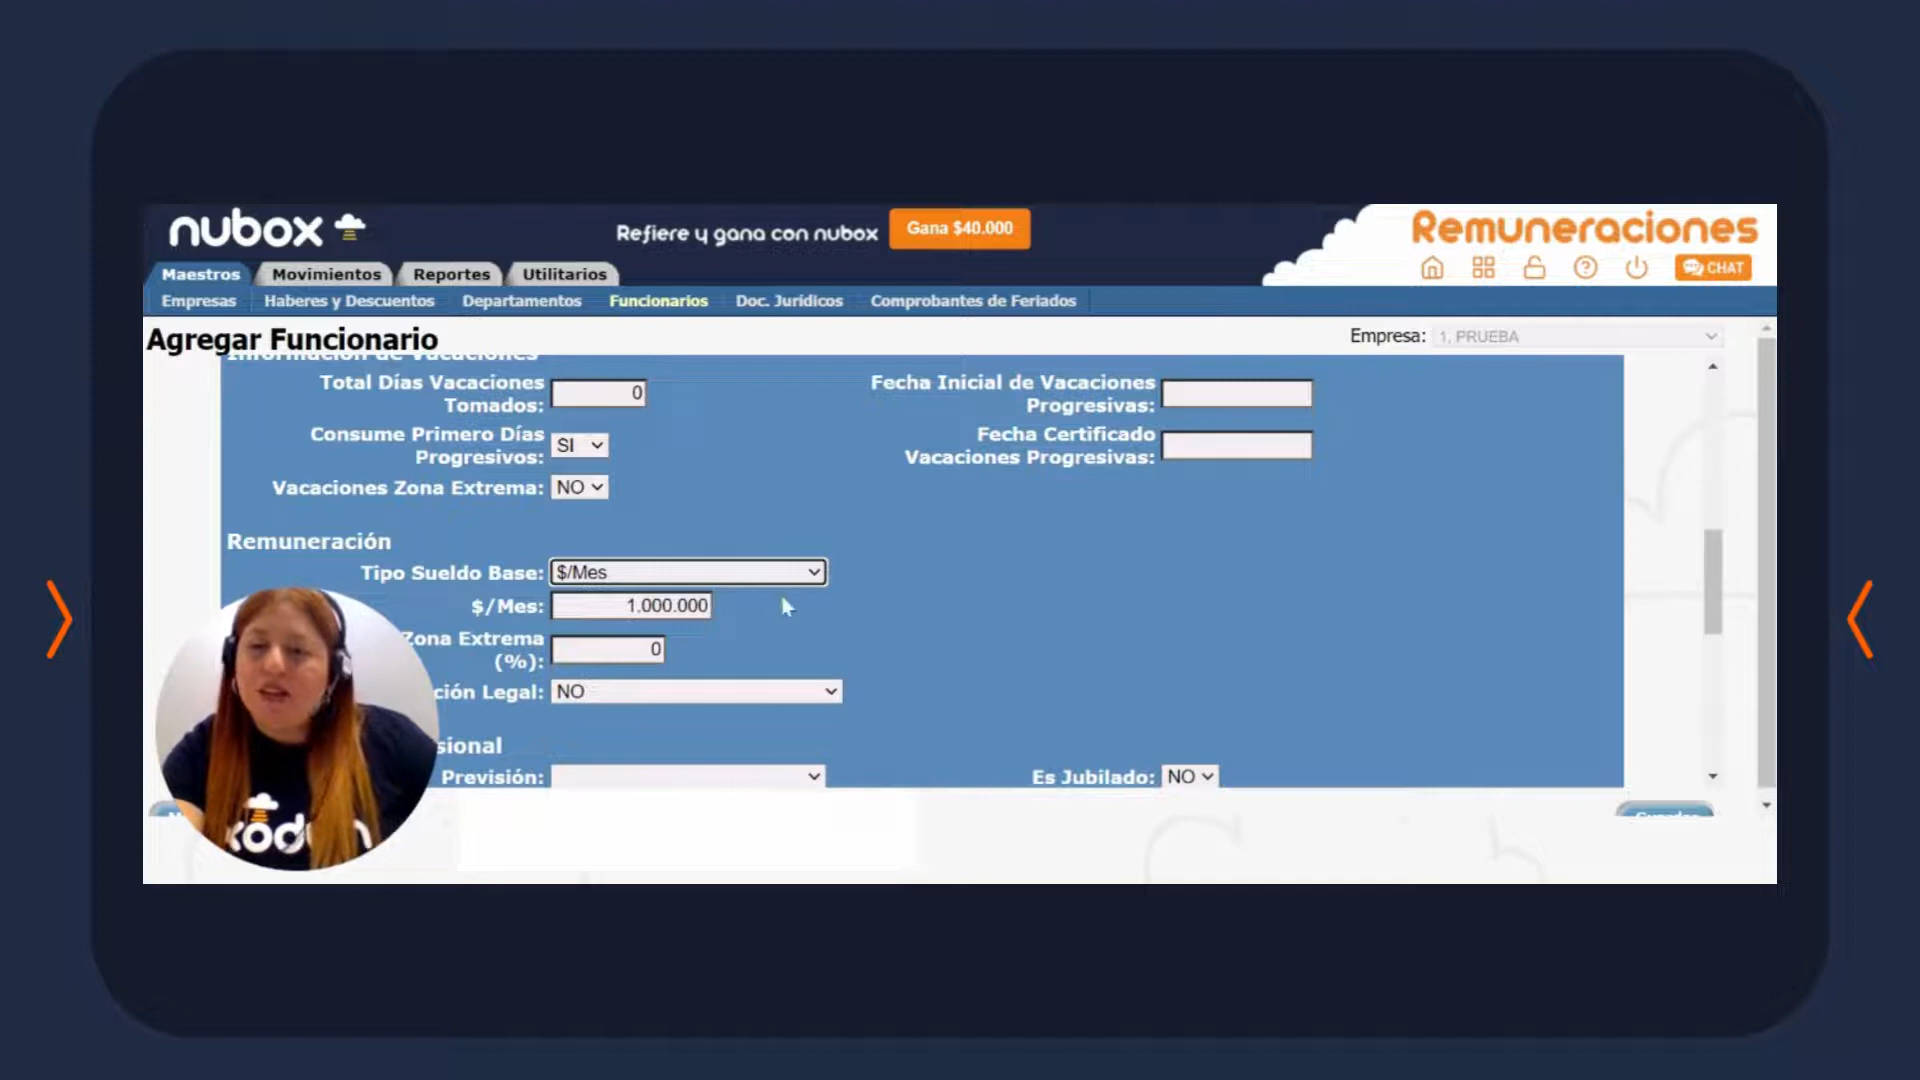 nubox
Refiere y gana con nubox
Gana $40.000
Remuneraciones
CHAT
Maestros
Movimientos
Reportes
Utilitarios
Empresas
Haberes y Descuentos
Departamentos
Funcionarios
Doc. Jurídicos
Comprobantes de Feriados
Agregar Funcionario
Empresa: 1, PRUEBA
Información de Vacaciones
Total Días Vacaciones
Tomados: 0
Fecha Inicial de Vacaciones
Progresivas:
Consume Primero Días
Progresivos: SI
Fecha Certificado
Vacaciones Progresivas:
Vacaciones Zona Extrema: NO
Remuneración
Tipo Sueldo Base: $/Mes
$/Mes: 1.000.000
Zona Extrema
(%): 0
ción Legal: NO
sional
Previsión:
Es Jubilado: NO